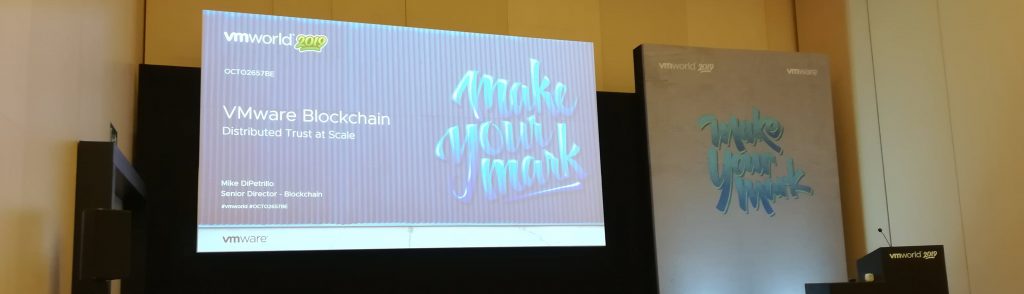 vmworld 2019
OCTO2657BE
VMware Blockchain
Distributed Trust at Scale
make
your
mark
Mike DiPetrillo
Senior Director - Blockchain
#vmworld #OCTO2657BE
vmware
vmworld 2019
vmware
Make
Your
Mark
vmworld 2019